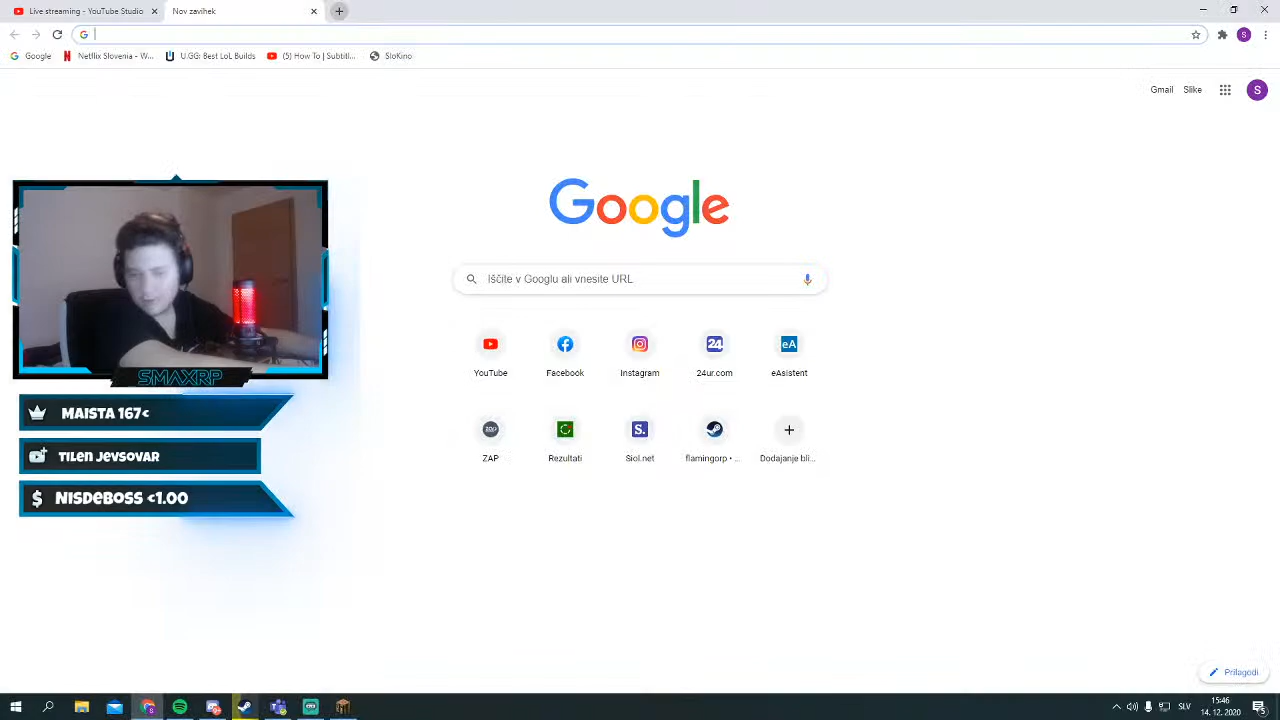 Live streaming - YouTube Studio
Nov zavihek
Google
Netflix Slovenia - W...
U.GG: Best LoL Builds
(5) How To | Subtitl...
SloKino
S
Gmail
Slike
S
Google
Iščite v Googlu ali vnesite URL
YouTube
Facebook
Instagram
24ur.com
eAsistent
ZAP
Rezultati
Siol.net
flamingorp • ...
Dodajanje bli...
SMAXRP
MAISTA 167€
Tilen Jevsovar
Nisdeboss €1.00
Prilagodi
SLV
15:46
14. 12. 2020